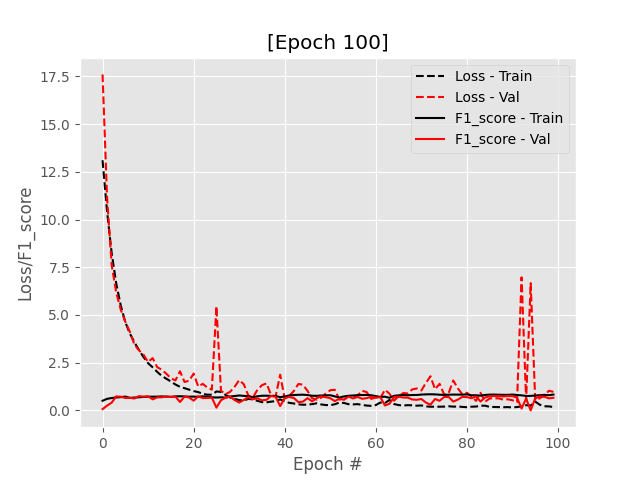 [Epoch 100]
Loss - Train
Loss - Val
F1_score - Train
F1_score - Val
Loss/F1_score
17.5
15.0
12.5
10.0
7.5
5.0
2.5
0.0
0 20 40 60 80 100
Epoch #